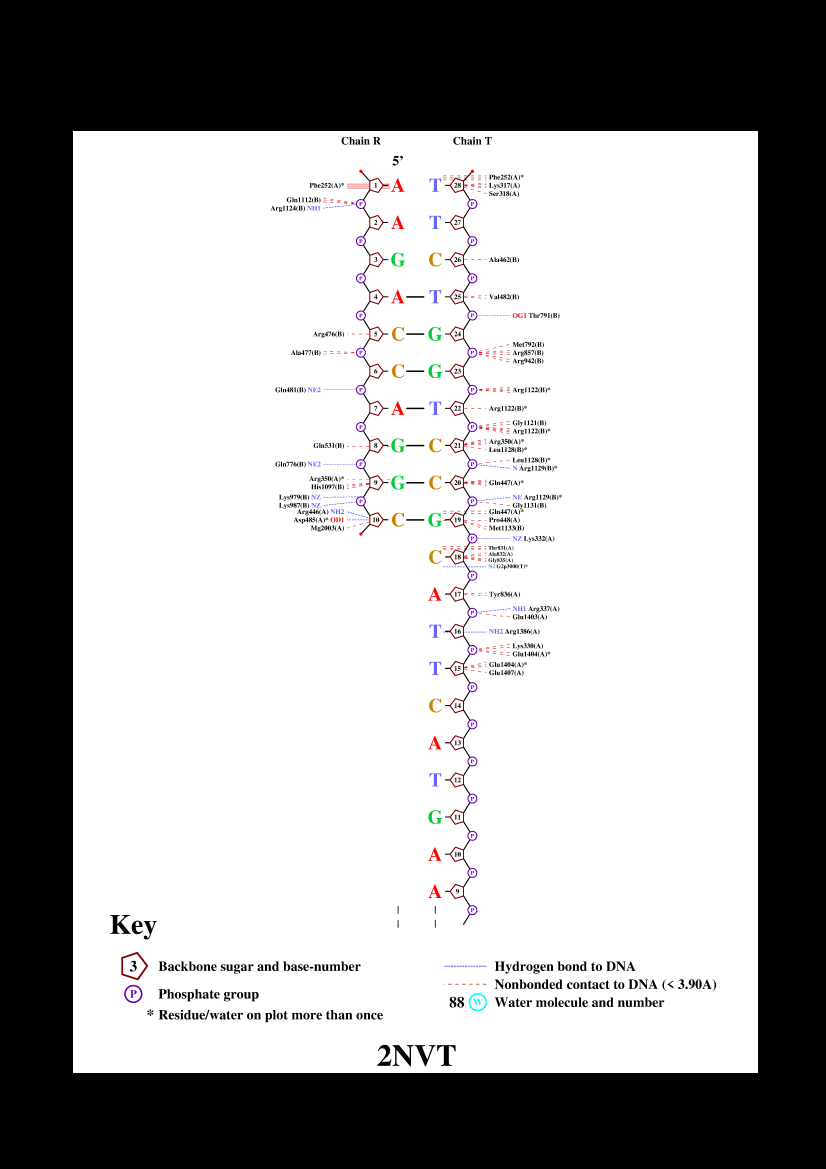 Chain R Chain T
5’
Phe252(A)* 1 A T 28 Phe252(A)*
Lys317(A)
Ser318(A)
Gln1112(B) P P
Arg1124(B) NH1
2 A T 27
P P
3 G C 26 Ala462(B)
P P
4 A T 25 Val482(B)
P P OG1 Thr791(B)
Arg476(B) 5 C G 24
Ala477(B) P P Met792(B)
Arg857(B)
Arg942(B)
6 C G 23
Gln481(B) NE2 P P Arg1122(B)*
7 A T 22 Arg1122(B)*
P P Gly1121(B)
Arg1122(B)*
Gln531(B) 8 G C 21 Arg350(A)*
Leu1128(B)*
Gln776(B) NE2 P P Leu1128(B)*
N Arg1129(B)*
Arg350(A)* 9 G C 20 Gln447(A)*
His1097(B)
Lys979(B) NZ P P NE Arg1129(B)*
Lys987(B) NZ Gly1131(B)
Arg446(A) NH2 Gln447(A)*
Asp485(A)* OD1 10 C G 19 Pro448(A)
Mg2003(A) Met1133(B)
P NZ Lys332(A)
C 18 Thr831(A)
Ala832(A)
Gly835(A)
N2 G2p3000(T)*
P
A 17 Tyr836(A)
P NH1 Arg337(A)
Glu1403(A)
T 16 NH2 Arg1386(A)
P Lys330(A)
Glu1404(A)*
T 15 Glu1404(A)*
Glu1407(A)
P
C 14
P
A 13
P
T 12
P
G 11
P
A 10
P
A 9
P
Key
3 Backbone sugar and base-number
P Phosphate group
* Residue/water on plot more than once
Hydrogen bond to DNA
Nonbonded contact to DNA (< 3.90A)
88 W Water molecule and number
2NVT